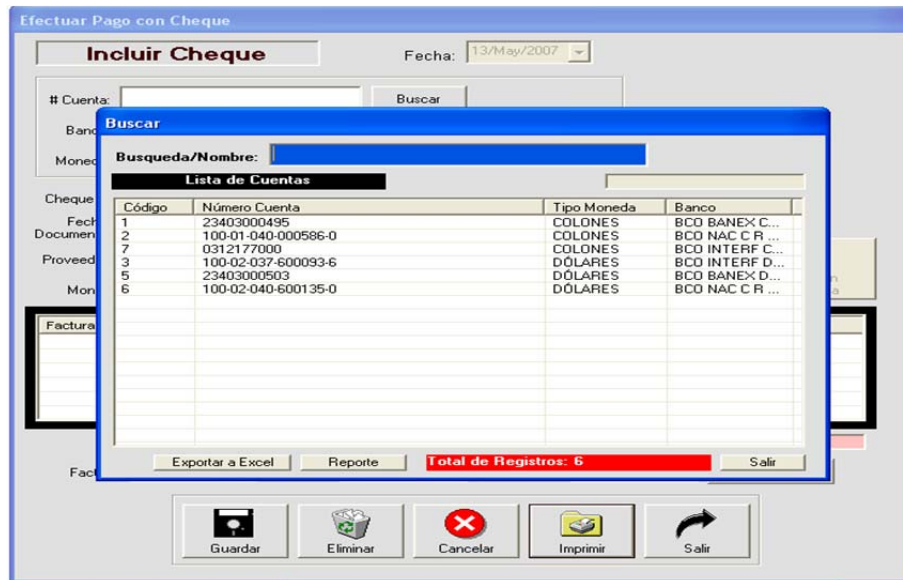 Efectuar Pago con Cheque
Incluir Cheque
Fecha: 13/May/2007
# Cuenta:
Buscar
Banc
Moned
Cheque
Fech
Documen
Proveed
Mon
Factura
Fact
Buscar
Busqueda/Nombre:
Lista de Cuentas
Código Número Cuenta Tipo Moneda Banco
1 23403000495 COLONES BCO BANEX C...
2 100-01-040-000586-0 COLONES BCO NAC C R ...
7 0312177000 COLONES BCO INTERF C...
3 100-02-037-600093-6 DÓLARES BCO INTERF D...
5 23403000503 DÓLARES BCO BANEX D...
6 100-02-040-600135-0 DÓLARES BCO NAC C R ...
Exportar a Excel Reporte Total de Registros: 6 Salir
Guardar Eliminar Cancelar Imprimir Salir